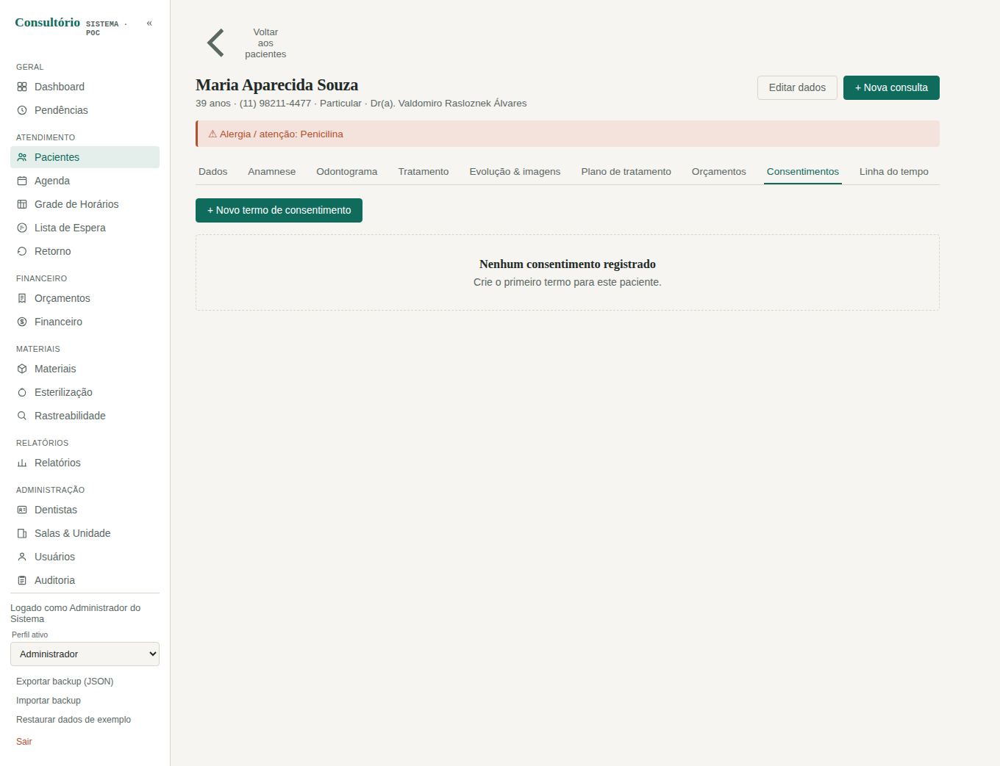 Consultório SISTEMA · POC «
GERAL
Dashboard
Pendências
ATENDIMENTO
Pacientes
Agenda
Grade de Horários
Lista de Espera
Retorno
FINANCEIRO
Orçamentos
Financeiro
MATERIAIS
Materiais
Esterilização
Rastreabilidade
RELATÓRIOS
Relatórios
ADMINISTRAÇÃO
Dentistas
Salas & Unidade
Usuários
Auditoria
Logado como Administrador do
Sistema
Perfil ativo
Administrador
Exportar backup (JSON)
Importar backup
Restaurar dados de exemplo
Sair
Voltar
aos
pacientes
Maria Aparecida Souza
39 anos · (11) 98211-4477 · Particular · Dr(a). Valdomiro Rasloznek Álvares
Editar dados
+ Nova consulta
⚠ Alergia / atenção: Penicilina
Dados Anamnese Odontograma Tratamento Evolução & imagens Plano de tratamento Orçamentos Consentimentos Linha do tempo
+ Novo termo de consentimento
Nenhum consentimento registrado
Crie o primeiro termo para este paciente.